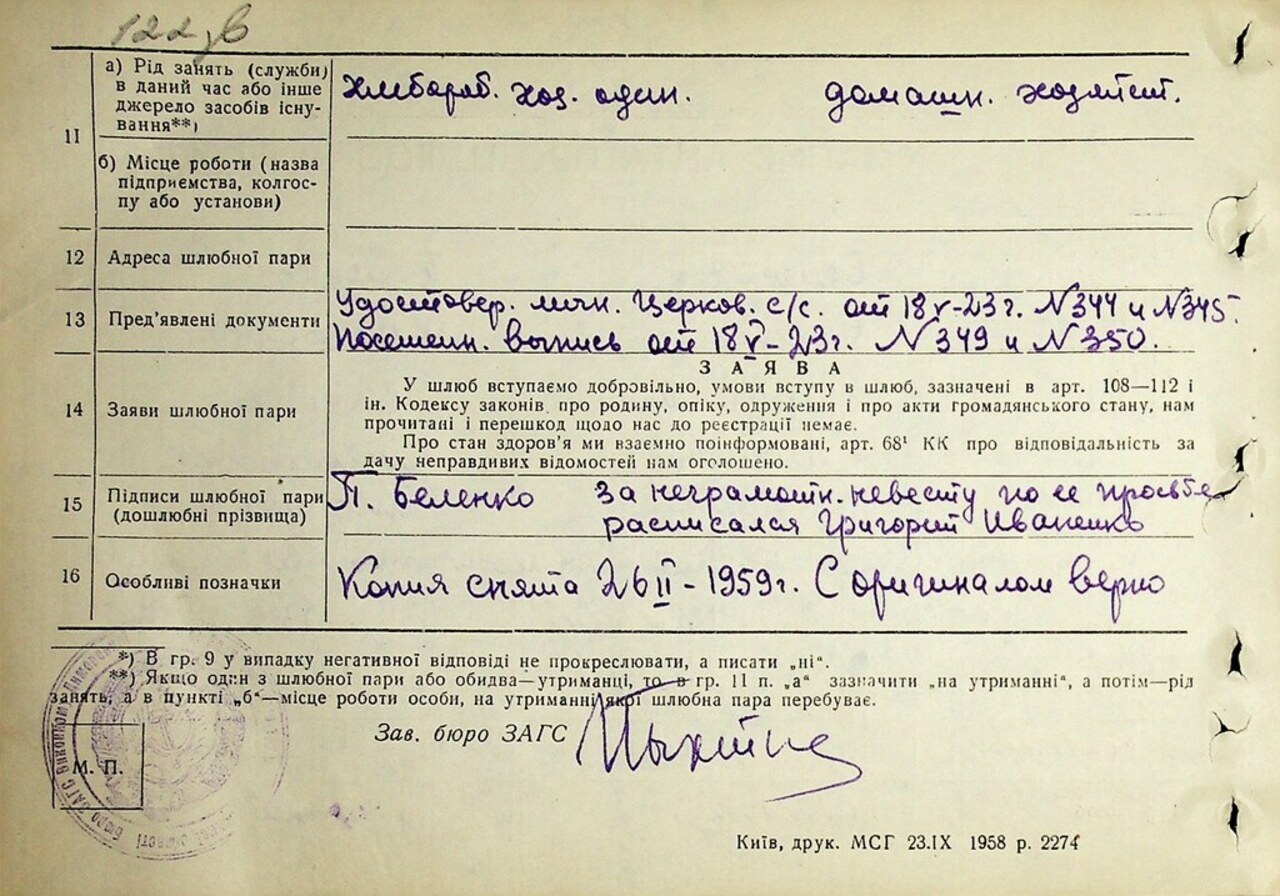 122 зв
11
а) Рід занять (служби)
в даний час або інше
джерело засобів існу-
вання**)
Хлебороб. хоз. один. домашн. хозяйст.
б) Місце роботи (назва
підприємства, колгос-
пу або установи)
12 Адреса шлюбної пари
13 Пред'явлені документи
Удостовер. личн. Церков. с/с. от 18 V-23 г. N 344 и N 345.
Посемейн. выпись от 18 V-23 г. N 349 и N 350.
14 Заяви шлюбної пари
ЗАЯВА
У шлюб вступаємо добровільно, умови вступу в шлюб, зазначені в арт. 108—112 і
ін. Кодексу законів про родину, опіку, одруження і про акти громадянського стану, нам
прочитані і перешкод щодо нас до реєстрації немає.
Про стан здоров'я ми взаємно поінформовані, арт. 68¹ КК про відповідальність за
дачу неправдивих відомостей нам оголошено.
15 Підписи шлюбної пари
(дошлюбні прізвища)
П. Беленко за неграмотн. невесту по ее просьбе
расписался Григорий Иваненко
16 Особливі позначки
Копия снята 26 II - 1959 г. С оригиналом верно
*) В гр. 9 у випадку негативної відповіді не прокреслювати, а писати „ні“.
**) Якщо один з шлюбної пари або обидва—утриманці, то в гр. 11 п. „а“ зазначити „на утриманні“, а потім—рід
занять, а в пункті „б“—місце роботи особи, на утриманні якої шлюбна пара перебуває.
Зав. бюро ЗАГС
М. П.
Київ, друк. МСГ 23.IX 1958 р. 2274